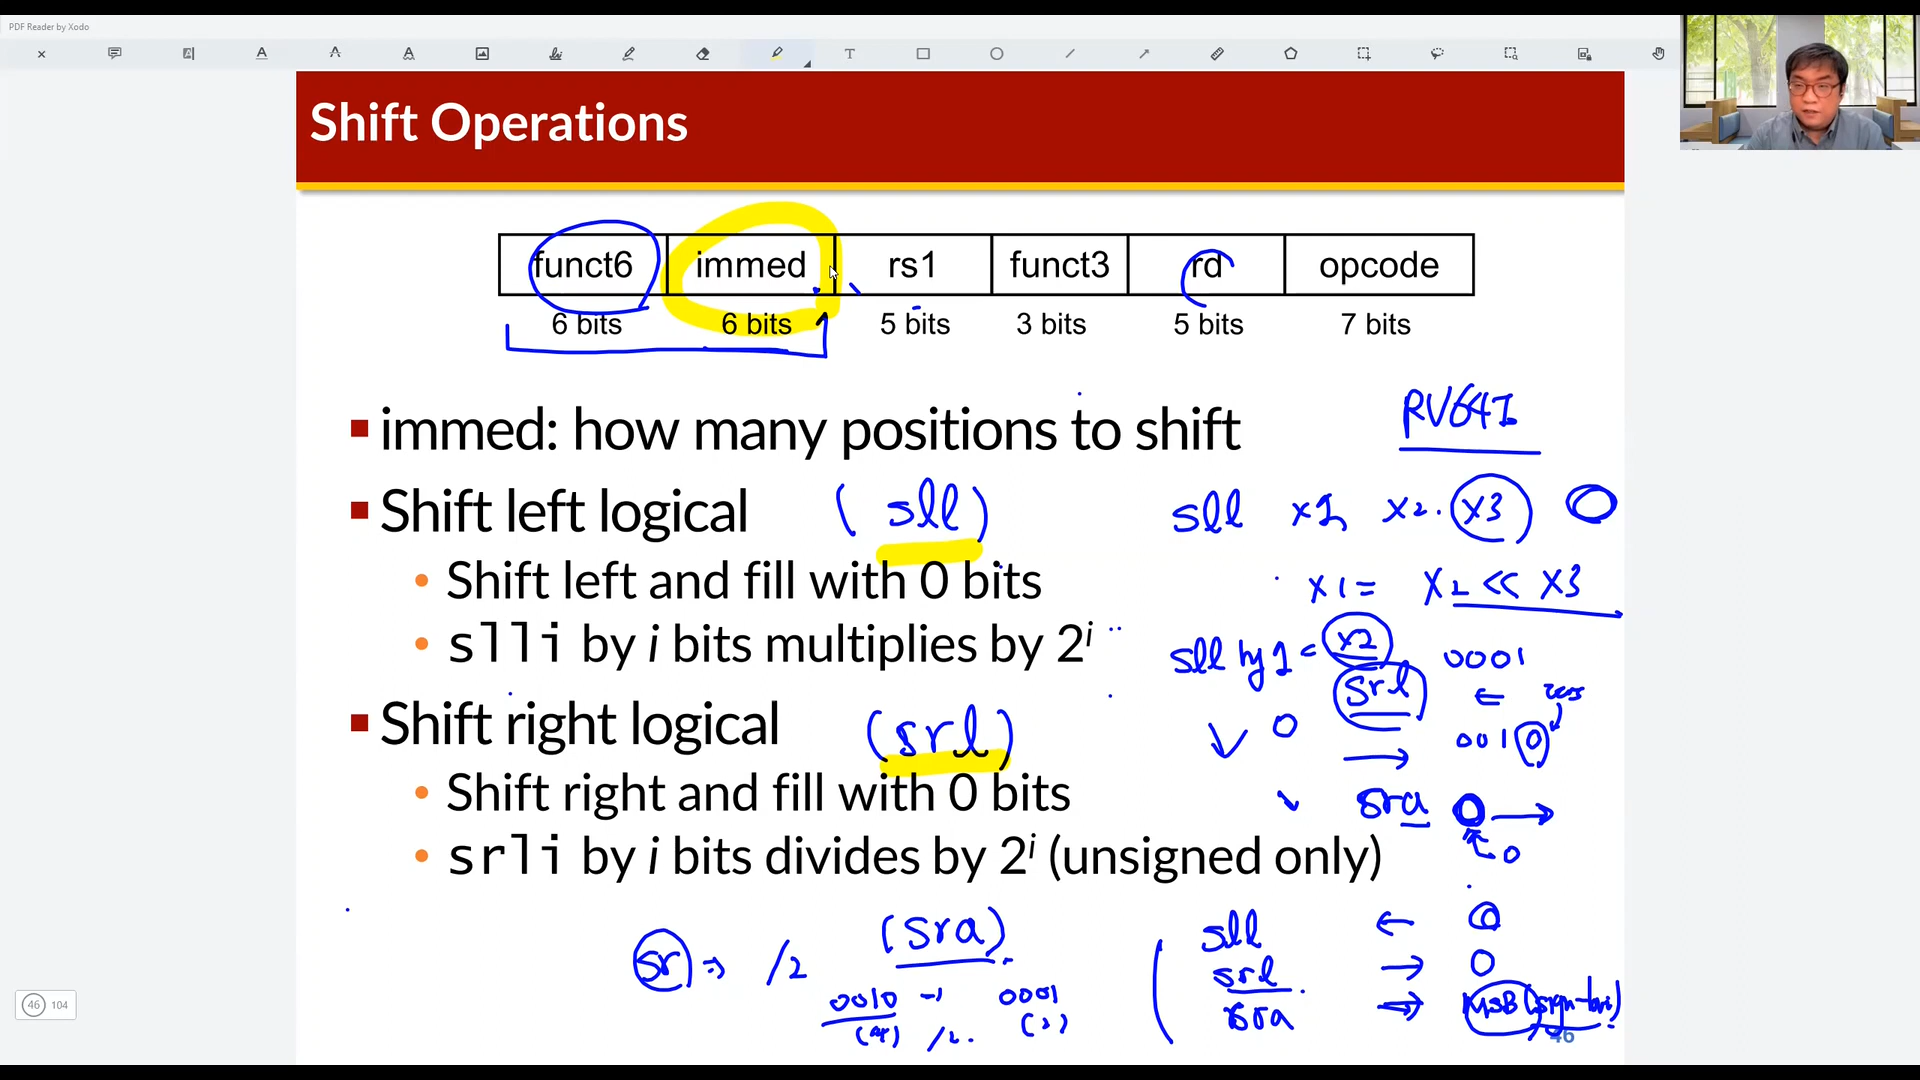 PDF Reader by Xodo
Shift Operations
funct6 immed rs1 funct3 rd opcode
6 bits 6 bits 5 bits 3 bits 5 bits 7 bits
immed: how many positions to shift
RV64I
Shift left logical (sll)
sll x1, x2. x3 0
Shift left and fill with 0 bits
x1 = x2 << x3
slli by i bits multiplies by 2^i
sll by 1 = x2 0001
srl ←
Shift right logical (srl)
0 → 0010
Shift right and fill with 0 bits
sra 0 →
0
srli by i bits divides by 2^i (unsigned only)
(sra)
sll ← 0
sr ⇒ /2
srl → 0
0010 → 0001
sra ⇒ MSB
/2.
46 104
46